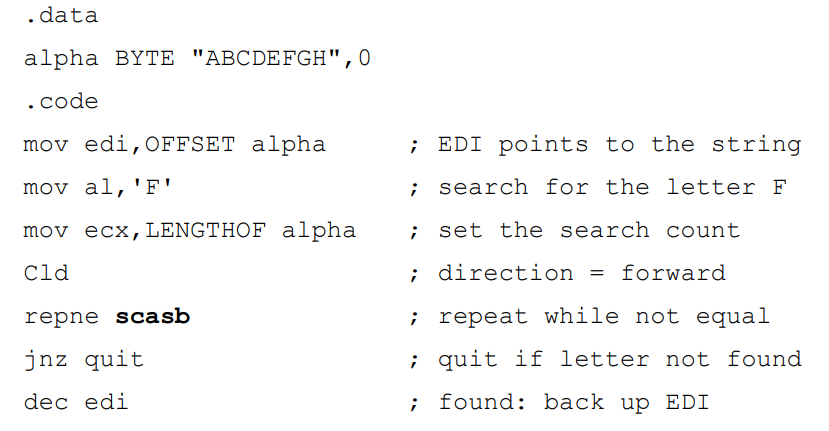 .data
alpha BYTE "ABCDEFGH",0
.code
mov edi,OFFSET alpha ; EDI points to the string
mov al,'F' ; search for the letter F
mov ecx,LENGTHOF alpha ; set the search count
Cld ; direction = forward
repne scasb ; repeat while not equal
jnz quit ; quit if letter not found
dec edi ; found: back up EDI